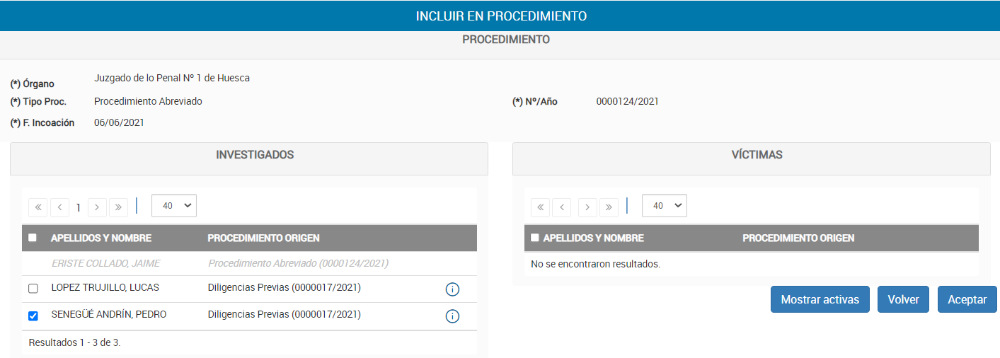 INCLUIR EN PROCEDIMIENTO
PROCEDIMIENTO
(*) Órgano Juzgado de lo Penal Nº 1 de Huesca
(*) Tipo Proc. Procedimiento Abreviado (*) Nº/Año 0000124/2021
(*) F. Incoación 06/06/2021
INVESTIGADOS
« ‹ 1 › » 40
APELLIDOS Y NOMBRE PROCEDIMIENTO ORIGEN
ERISTE COLLADO, JAIME Procedimiento Abreviado (0000124/2021)
LOPEZ TRUJILLO, LUCAS Diligencias Previas (0000017/2021)
SENEGÜÉ ANDRÍN, PEDRO Diligencias Previas (0000017/2021)
Resultados 1 - 3 de 3.
VÍCTIMAS
« ‹ › » 40
APELLIDOS Y NOMBRE PROCEDIMIENTO ORIGEN
No se encontraron resultados.
Mostrar activas Volver Aceptar